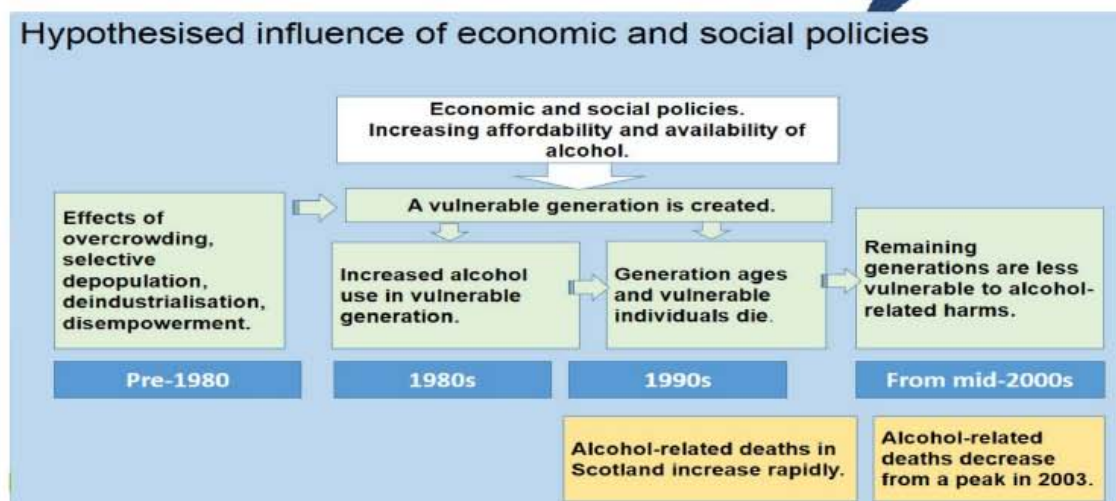 Hypothesised influence of economic and social policies
Economic and social policies.
Increasing affordability and availability of
alcohol.
Effects of
overcrowding,
selective
depopulation,
deindustrialisation,
disempowerment.
A vulnerable generation is created.
Increased alcohol
use in vulnerable
generation.
Generation ages
and vulnerable
individuals die.
Remaining
generations are less
vulnerable to alcohol-
related harms.
Pre-1980
1980s
1990s
From mid-2000s
Alcohol-related deaths in
Scotland increase rapidly.
Alcohol-related
deaths decrease
from a peak in 2003.